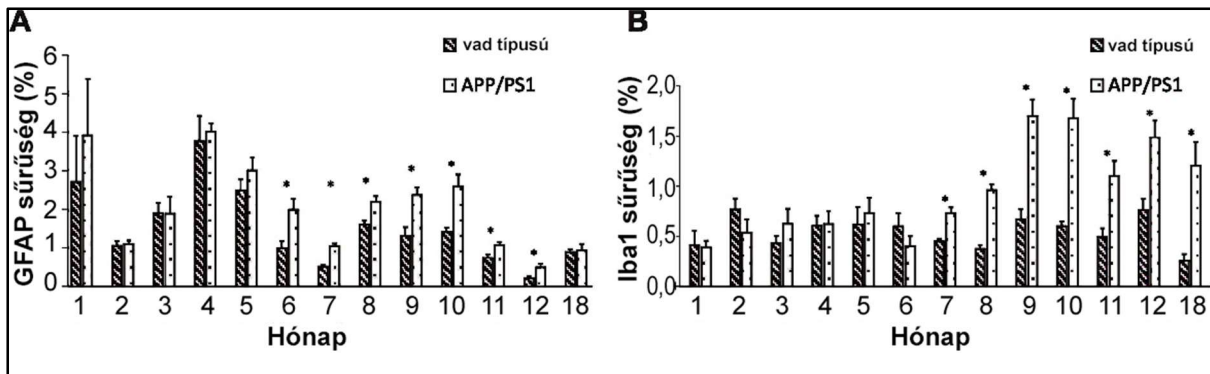 A
vad típusú
APP/PS1
GFAP sűrűség (%)
6
5
4
3
2
1
0
* * * * * * *
1 2 3 4 5 6 7 8 9 10 11 12 18
Hónap
B
vad típusú
APP/PS1
Iba1 sűrűség (%)
2,0
1,5
1,0
0,5
0,0
* * * * * * *
1 2 3 4 5 6 7 8 9 10 11 12 18
Hónap